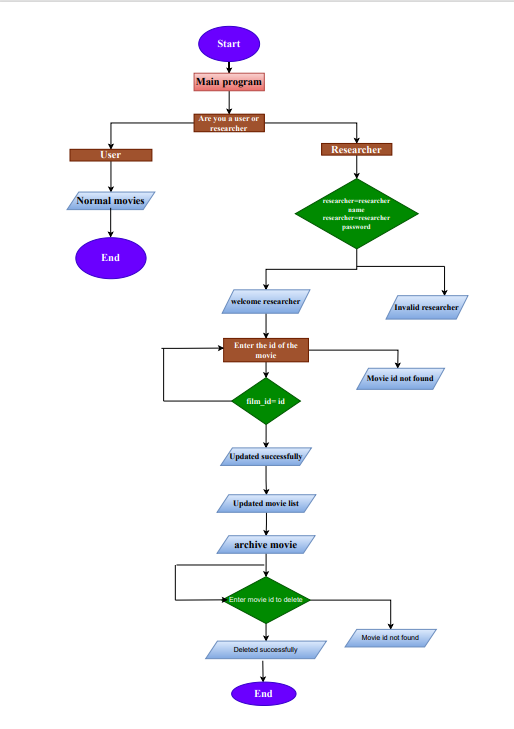 Start
Main program
Are you a user or
researcher
User
Researcher
Normal movies
researcher=researcher
name
researcher=researcher
password
End
welcome researcher
Invalid researcher
Enter the id of the
movie
Movie id not found
film_id= id
Updated successfully
Updated movie list
archive movie
Enter movie id to delete
Movie id not found
Deleted successfully
End